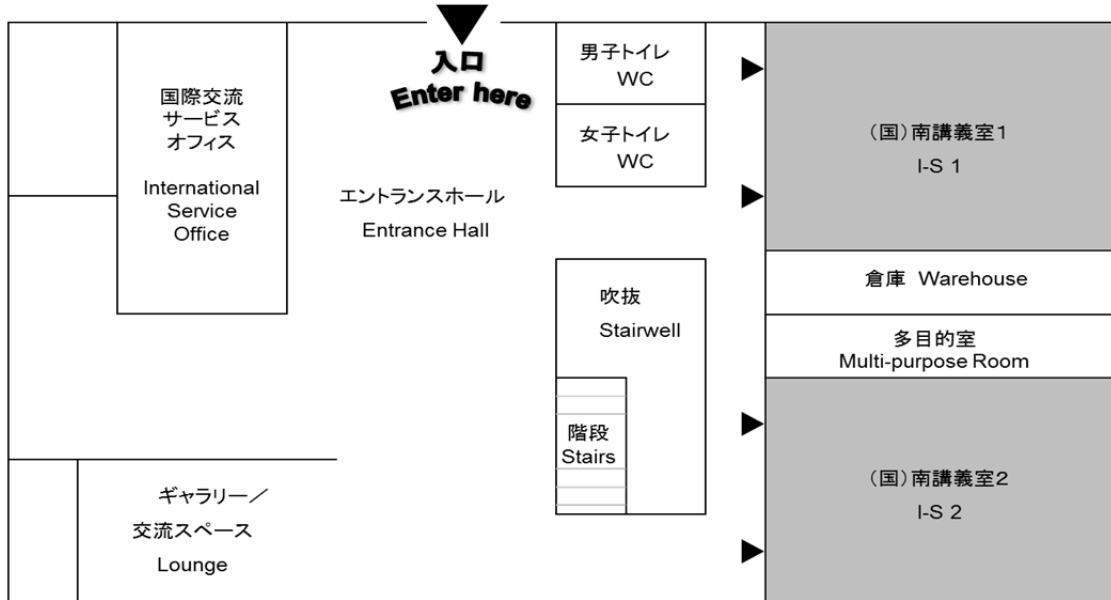 入口
Enter here
国際交流
サービス
オフィス
International
Service
Office
エントランスホール
Entrance Hall
男子トイレ
WC
女子トイレ
WC
(国)南講義室1
I-S 1
倉庫 Warehouse
多目的室
Multi-purpose Room
吹抜
Stairwell
階段
Stairs
(国)南講義室2
I-S 2
ギャラリー/
交流スペース
Lounge